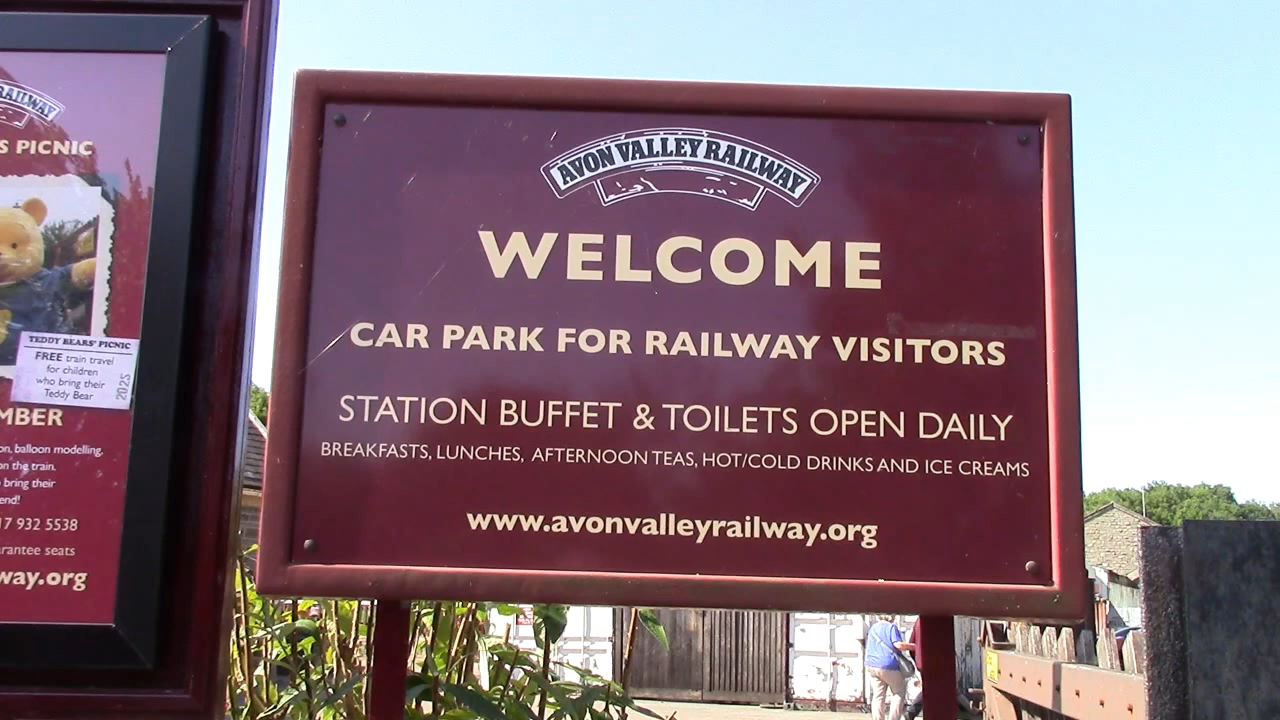 RAILWAY
S PICNIC
TEDDY BEARS' PICNIC
FREE train travel
for children
who bring their
Teddy Bear
2025
MBER
on, balloon modelling,
on the train.
bring their
end!
17 932 5538
arantee seats
way.org
AVON VALLEY RAILWAY
WELCOME
CAR PARK FOR RAILWAY VISITORS
STATION BUFFET & TOILETS OPEN DAILY
BREAKFASTS, LUNCHES, AFTERNOON TEAS, HOT/COLD DRINKS AND ICE CREAMS
www.avonvalleyrailway.org